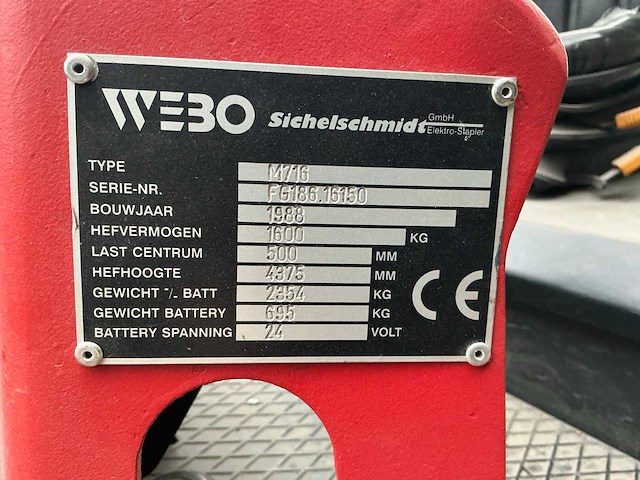 WEBO Sichelschmidt GmbH
Elektro-Stapler
TYPE M716
SERIE-NR. FG186.16150
BOUWJAAR 1988
HEFVERMOGEN 1600 KG
LAST CENTRUM 500 MM
HEFHOOGTE 4375 MM
GEWICHT -/- BATT 2354 KG
GEWICHT BATTERY 695 KG
BATTERY SPANNING 24 VOLT
CE